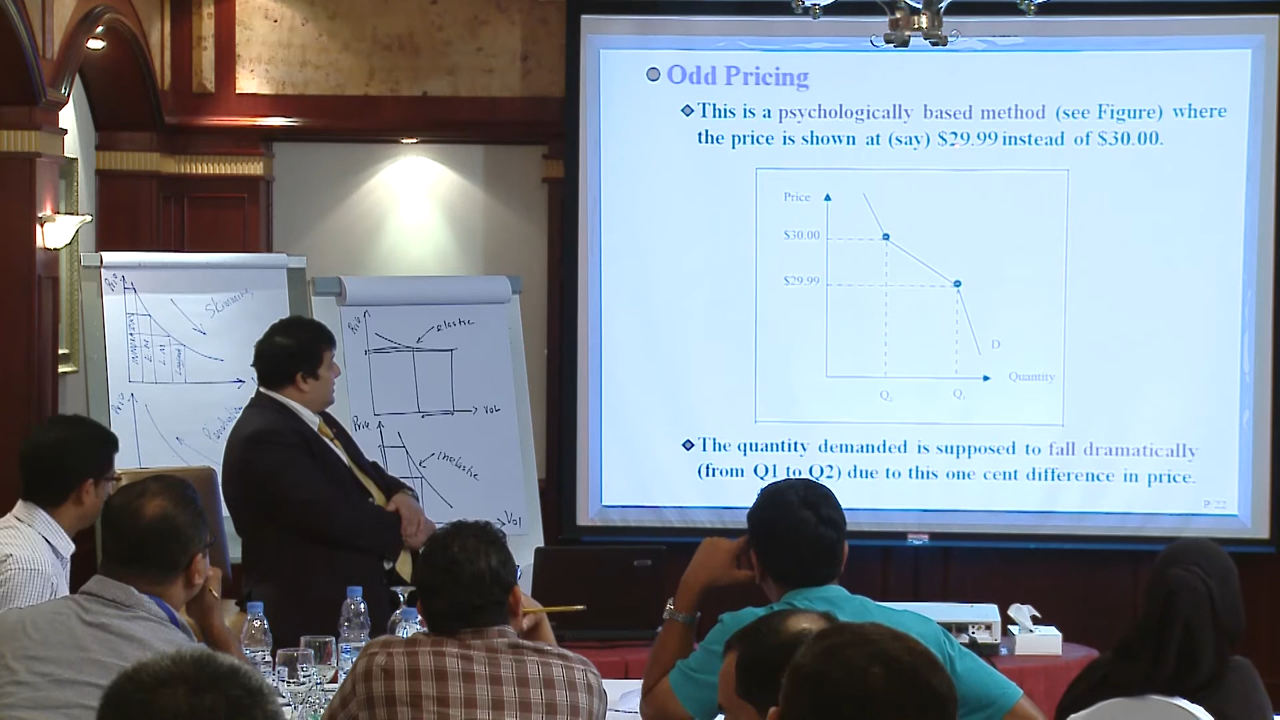 Odd Pricing
This is a psychologically based method (see Figure) where
the price is shown at (say) $29.99 instead of $30.00.
Price
$30.00
$29.99
D
Quantity
The quantity demanded is supposed to fall dramatically
(from Q1 to Q2) due to this one cent difference in price.
Skimming
elastic
VOL
Price
inelastic
Vol